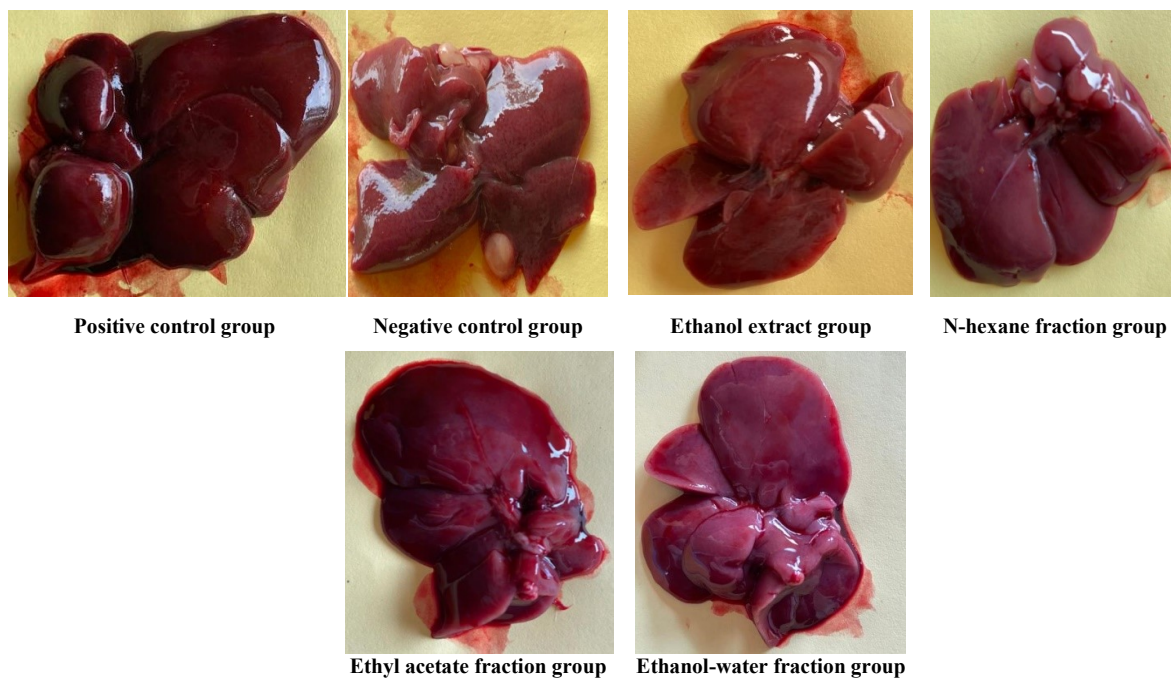 Positive control group
Negative control group
Ethanol extract group
N-hexane fraction group
Ethyl acetate fraction group
Ethanol-water fraction group